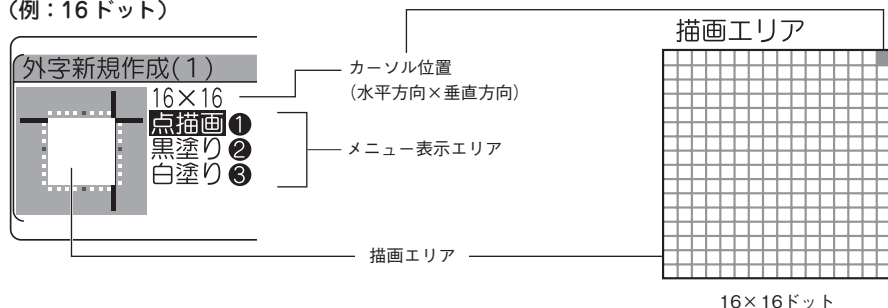 (例：16ドット)
外字新規作成(1)
16×16
点描画❶
黒塗り❷
白塗り❸
カーソル位置
(水平方向×垂直方向)
メニュー表示エリア
描画エリア
描画エリア
16×16ドット